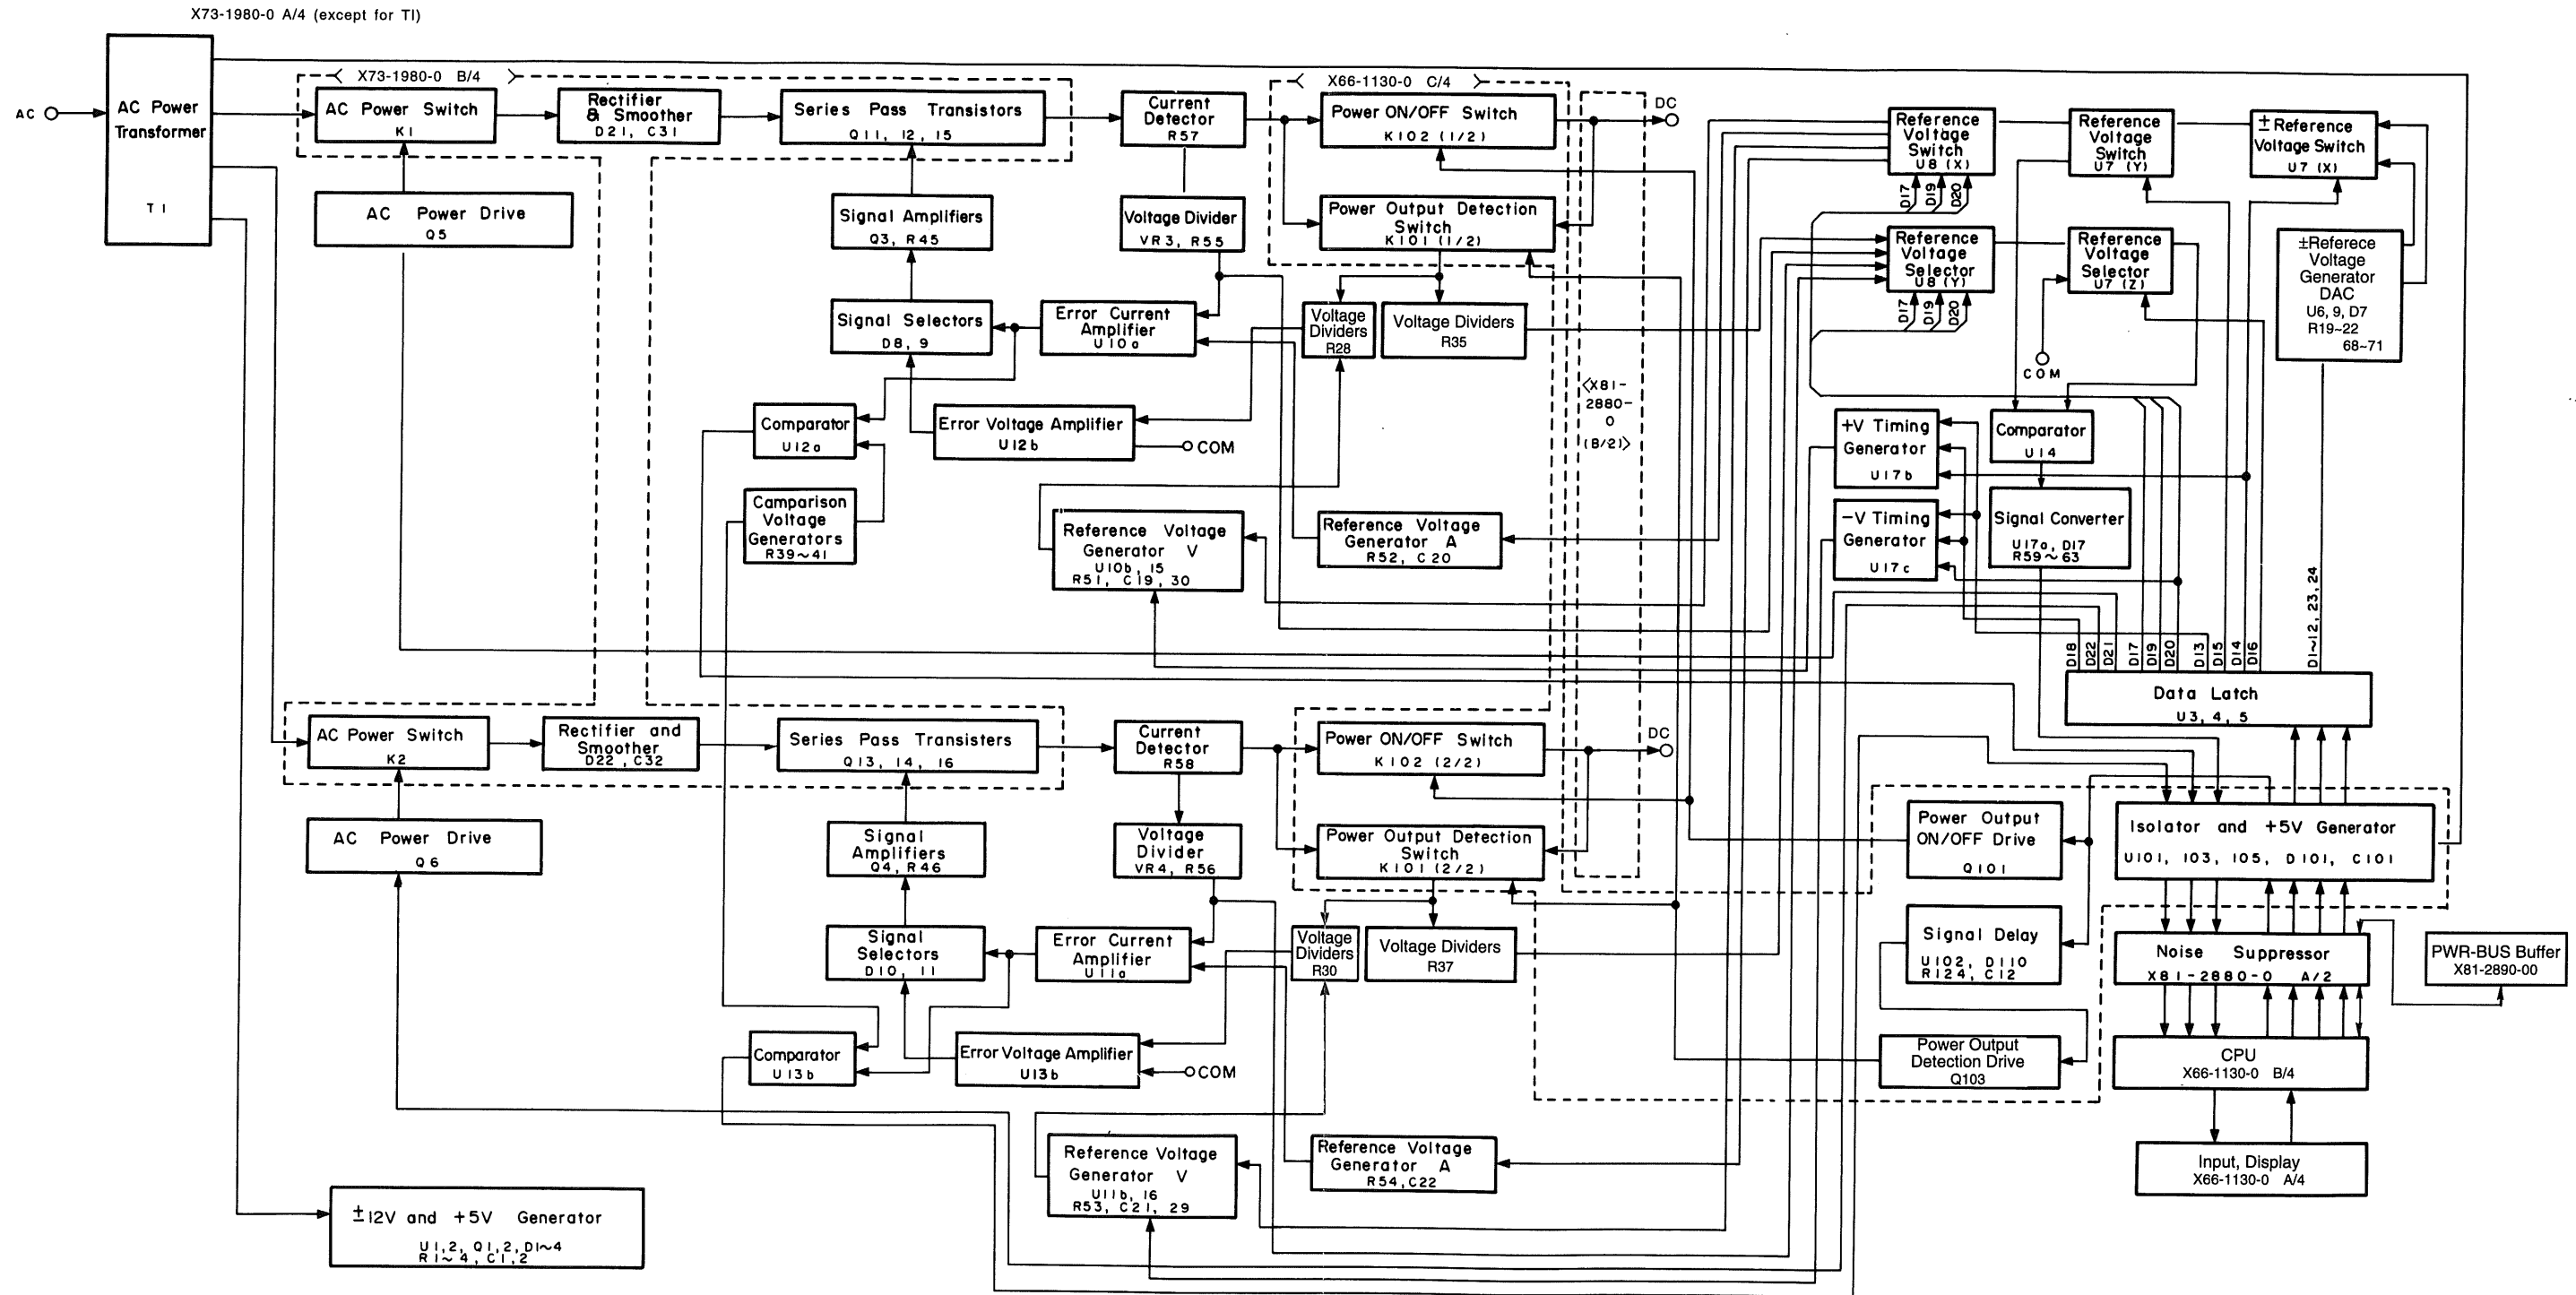 X73-1980-0 A/4 (except for TI)
AC
AC Power
Transformer
T1
X73-1980-0 B/4
AC Power Switch
K1
Rectifier
& Smoother
D21, C31
Series Pass Transistors
Q11, 12, 15
Current
Detector
R57
X66-1130-0 C/4
Power ON/OFF Switch
K102 (1/2)
DC
Reference
Voltage
Switch
U8 (X)
Reference
Voltage
Switch
U7 (Y)
± Reference
Voltage Switch
U7 (X)
AC Power Drive
Q5
Signal Amplifiers
Q3, R45
Voltage Divider
VR3, R55
Power Output Detection
Switch
K101 (1/2)
D17
D19
D20
Reference
Voltage
Selector
U8 (Y)
Reference
Voltage
Selector
U7 (Z)
±Referece
Voltage
Generator
DAC
U6, 9, D7
R19~22
68~71
D17
D19
D20
COM
Signal Selectors
D8, 9
Error Current
Amplifier
U10a
Voltage
Dividers
R28
Voltage Dividers
R35
<X81-
2880-
0
(B/2)>
Comparator
U12a
Error Voltage Amplifier
U12b
COM
+V Timing
Generator
U17b
Comparator
U14
Camparison
Voltage
Generators
R39~41
Reference Voltage
Generator V
U10b, 15
R51, C19, 30
Reference Voltage
Generator A
R52, C20
-V Timing
Generator
U17c
Signal Converter
U17a, D17
R59~63
D18
D22
D21
D17
D19
D20
D13
D15
D14
D16
D1~12, 23, 24
Data Latch
U3, 4, 5
AC Power Switch
K2
Rectifier and
Smoother
D22, C32
Series Pass Transisters
Q13, 14, 16
Current
Detector
R58
Power ON/OFF Switch
K102 (2/2)
DC
AC Power Drive
Q6
Signal
Amplifiers
Q4, R46
Voltage
Divider
VR4, R56
Power Output Detection
Switch
K101 (2/2)
Power Output
ON/OFF Drive
Q101
Isolator and +5V Generator
U101, 103, 105, D101, C101
Signal
Selectors
D10, 11
Error Current
Amplifier
U11a
Voltage
Dividers
R30
Voltage Dividers
R37
Signal Delay
U102, D110
R124, C12
Noise Suppressor
X81-2880-0 A/2
PWR-BUS Buffer
X81-2890-00
Comparator
U13b
Error Voltage Amplifier
U13b
COM
Power Output
Detection Drive
Q103
CPU
X66-1130-0 B/4
Reference Voltage
Generator V
U11b, 16
R53, C21, 29
Reference Voltage
Generator A
R54, C22
Input, Display
X66-1130-0 A/4
±12V and +5V Generator
U1,2, Q1,2, D1~4
R1~4, C1,2